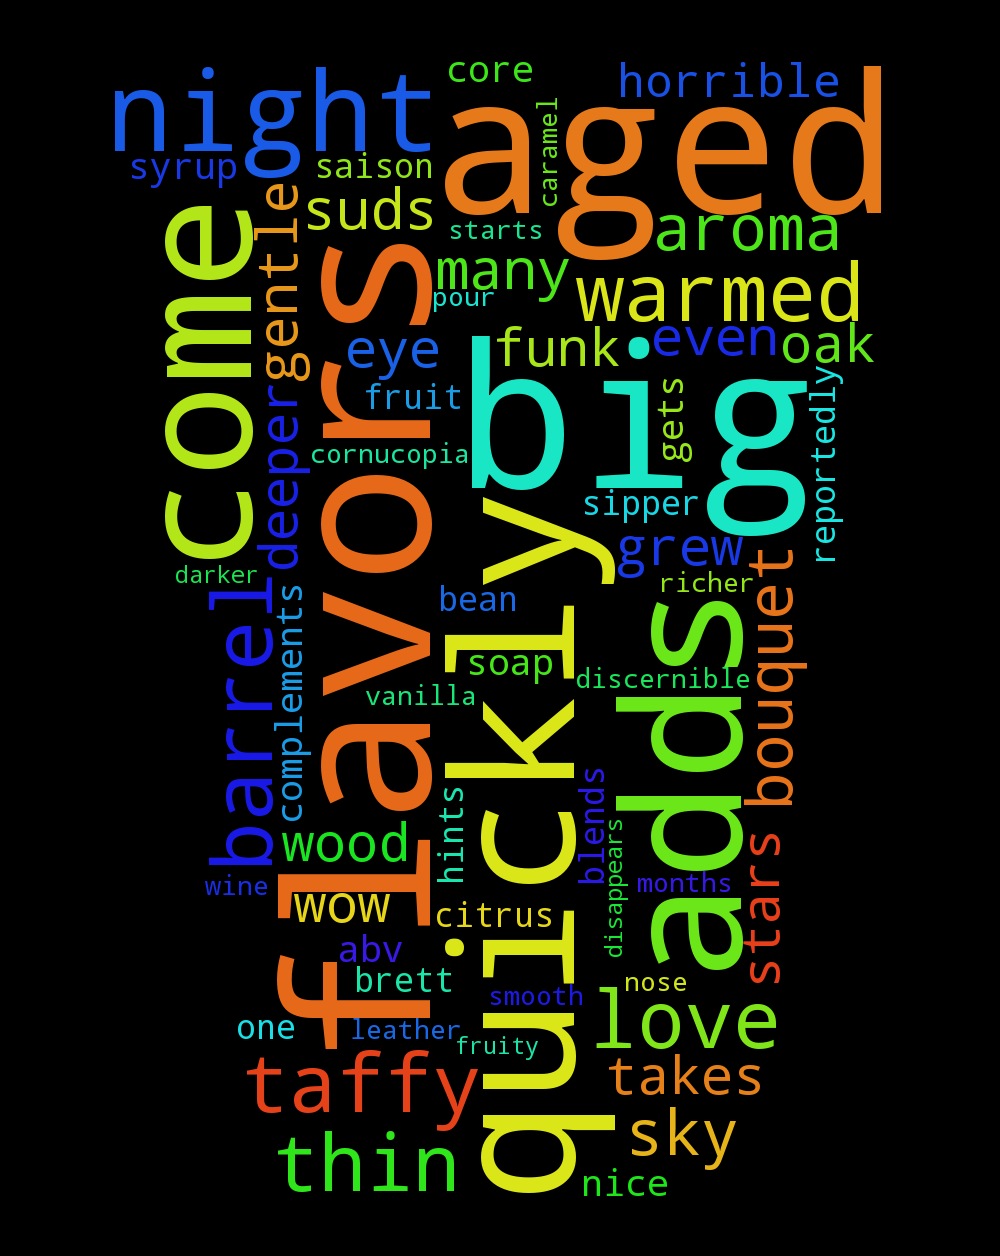 core
horrible
night
aged
caramel
syrup
saison
gentle
suds
come
starts
aroma
many
pour
warmed
flavors
eye
funk
even
oak
big
fruit
gets
reportedly
deeper
cornucopia
sipper
quickly
grew
bouquet
darker
barrel
complements
bean
richer
adds
soap
discernible
vanilla
hints
blends
disappears
wood
stars
wine
months
wow
citrus
abv
brett
nose
smooth
love
one
leather
fruity
taffy
takes
sky
thin
nice